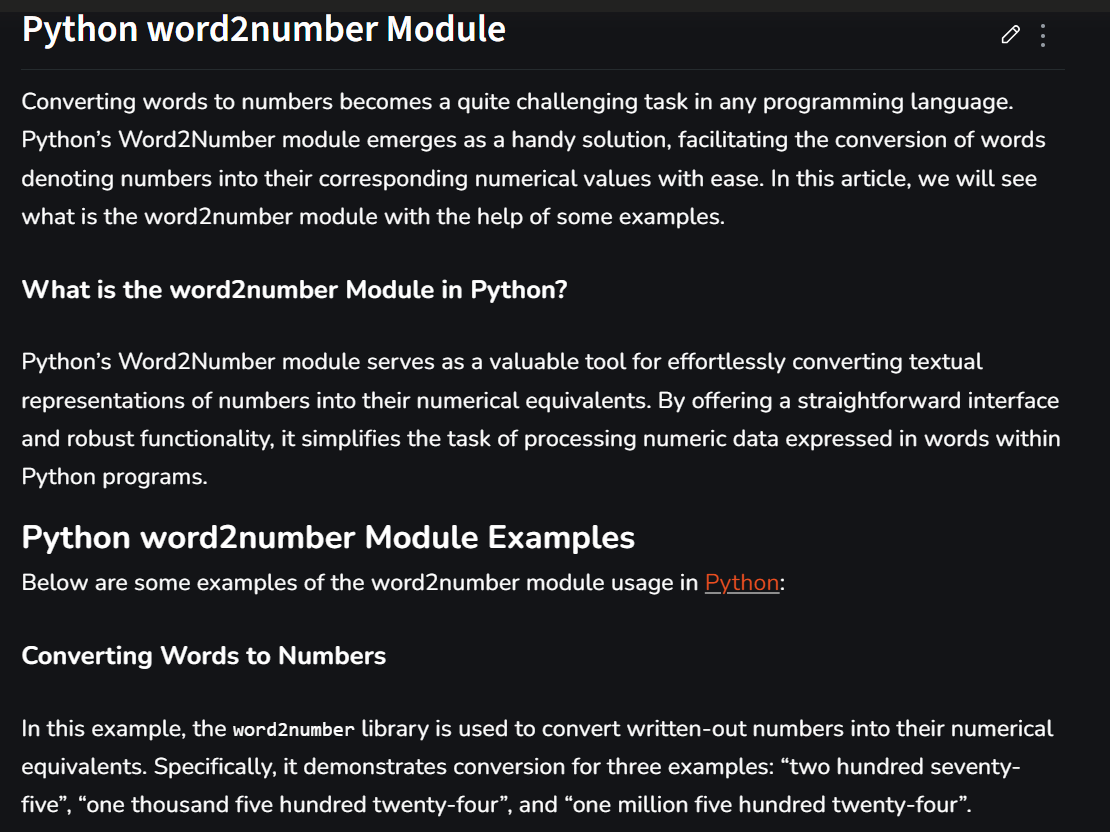 Python word2number Module
Converting words to numbers becomes a quite challenging task in any programming language.
Python’s Word2Number module emerges as a handy solution, facilitating the conversion of words
denoting numbers into their corresponding numerical values with ease. In this article, we will see
what is the word2number module with the help of some examples.
What is the word2number Module in Python?
Python’s Word2Number module serves as a valuable tool for effortlessly converting textual
representations of numbers into their numerical equivalents. By offering a straightforward interface
and robust functionality, it simplifies the task of processing numeric data expressed in words within
Python programs.
Python word2number Module Examples
Below are some examples of the word2number module usage in Python:
Converting Words to Numbers
In this example, the word2number library is used to convert written-out numbers into their numerical
equivalents. Specifically, it demonstrates conversion for three examples: “two hundred seventy-
five”, “one thousand five hundred twenty-four”, and “one million five hundred twenty-four”.